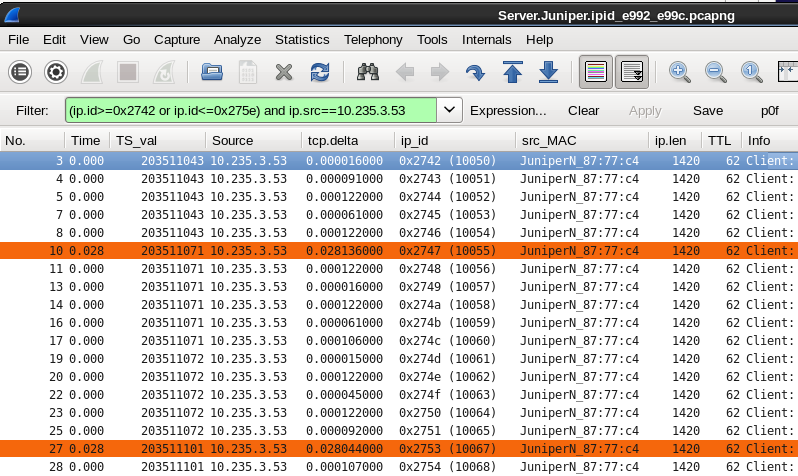 Server.Juniper.ipid_e992_e99c.pcapng
File Edit View Go Capture Analyze Statistics Telephony Tools Internals Help
Filter: (ip.id>=0x2742 or ip.id<=0x275e) and ip.src==10.235.3.53 Expression... Clear Apply Save p0f
No. Time TS_val Source tcp.delta ip_id src_MAC ip.len TTL Info
3 0.000 203511043 10.235.3.53 0.000016000 0x2742 (10050) JuniperN_87:77:c4 1420 62 Client:
4 0.000 203511043 10.235.3.53 0.000091000 0x2743 (10051) JuniperN_87:77:c4 1420 62 Client:
5 0.000 203511043 10.235.3.53 0.000122000 0x2744 (10052) JuniperN_87:77:c4 1420 62 Client:
7 0.000 203511043 10.235.3.53 0.000061000 0x2745 (10053) JuniperN_87:77:c4 1420 62 Client:
8 0.000 203511043 10.235.3.53 0.000122000 0x2746 (10054) JuniperN_87:77:c4 1420 62 Client:
10 0.028 203511071 10.235.3.53 0.028136000 0x2747 (10055) JuniperN_87:77:c4 1420 62 Client:
11 0.000 203511071 10.235.3.53 0.000122000 0x2748 (10056) JuniperN_87:77:c4 1420 62 Client:
13 0.000 203511071 10.235.3.53 0.000016000 0x2749 (10057) JuniperN_87:77:c4 1420 62 Client:
14 0.000 203511071 10.235.3.53 0.000122000 0x274a (10058) JuniperN_87:77:c4 1420 62 Client:
16 0.000 203511071 10.235.3.53 0.000061000 0x274b (10059) JuniperN_87:77:c4 1420 62 Client:
17 0.000 203511071 10.235.3.53 0.000106000 0x274c (10060) JuniperN_87:77:c4 1420 62 Client:
19 0.000 203511072 10.235.3.53 0.000015000 0x274d (10061) JuniperN_87:77:c4 1420 62 Client:
20 0.000 203511072 10.235.3.53 0.000122000 0x274e (10062) JuniperN_87:77:c4 1420 62 Client:
22 0.000 203511072 10.235.3.53 0.000045000 0x274f (10063) JuniperN_87:77:c4 1420 62 Client:
23 0.000 203511072 10.235.3.53 0.000122000 0x2750 (10064) JuniperN_87:77:c4 1420 62 Client:
25 0.000 203511072 10.235.3.53 0.000092000 0x2751 (10065) JuniperN_87:77:c4 1420 62 Client:
27 0.028 203511101 10.235.3.53 0.028044000 0x2753 (10067) JuniperN_87:77:c4 1420 62 Client:
28 0.000 203511101 10.235.3.53 0.000107000 0x2754 (10068) JuniperN_87:77:c4 1420 62 Client: